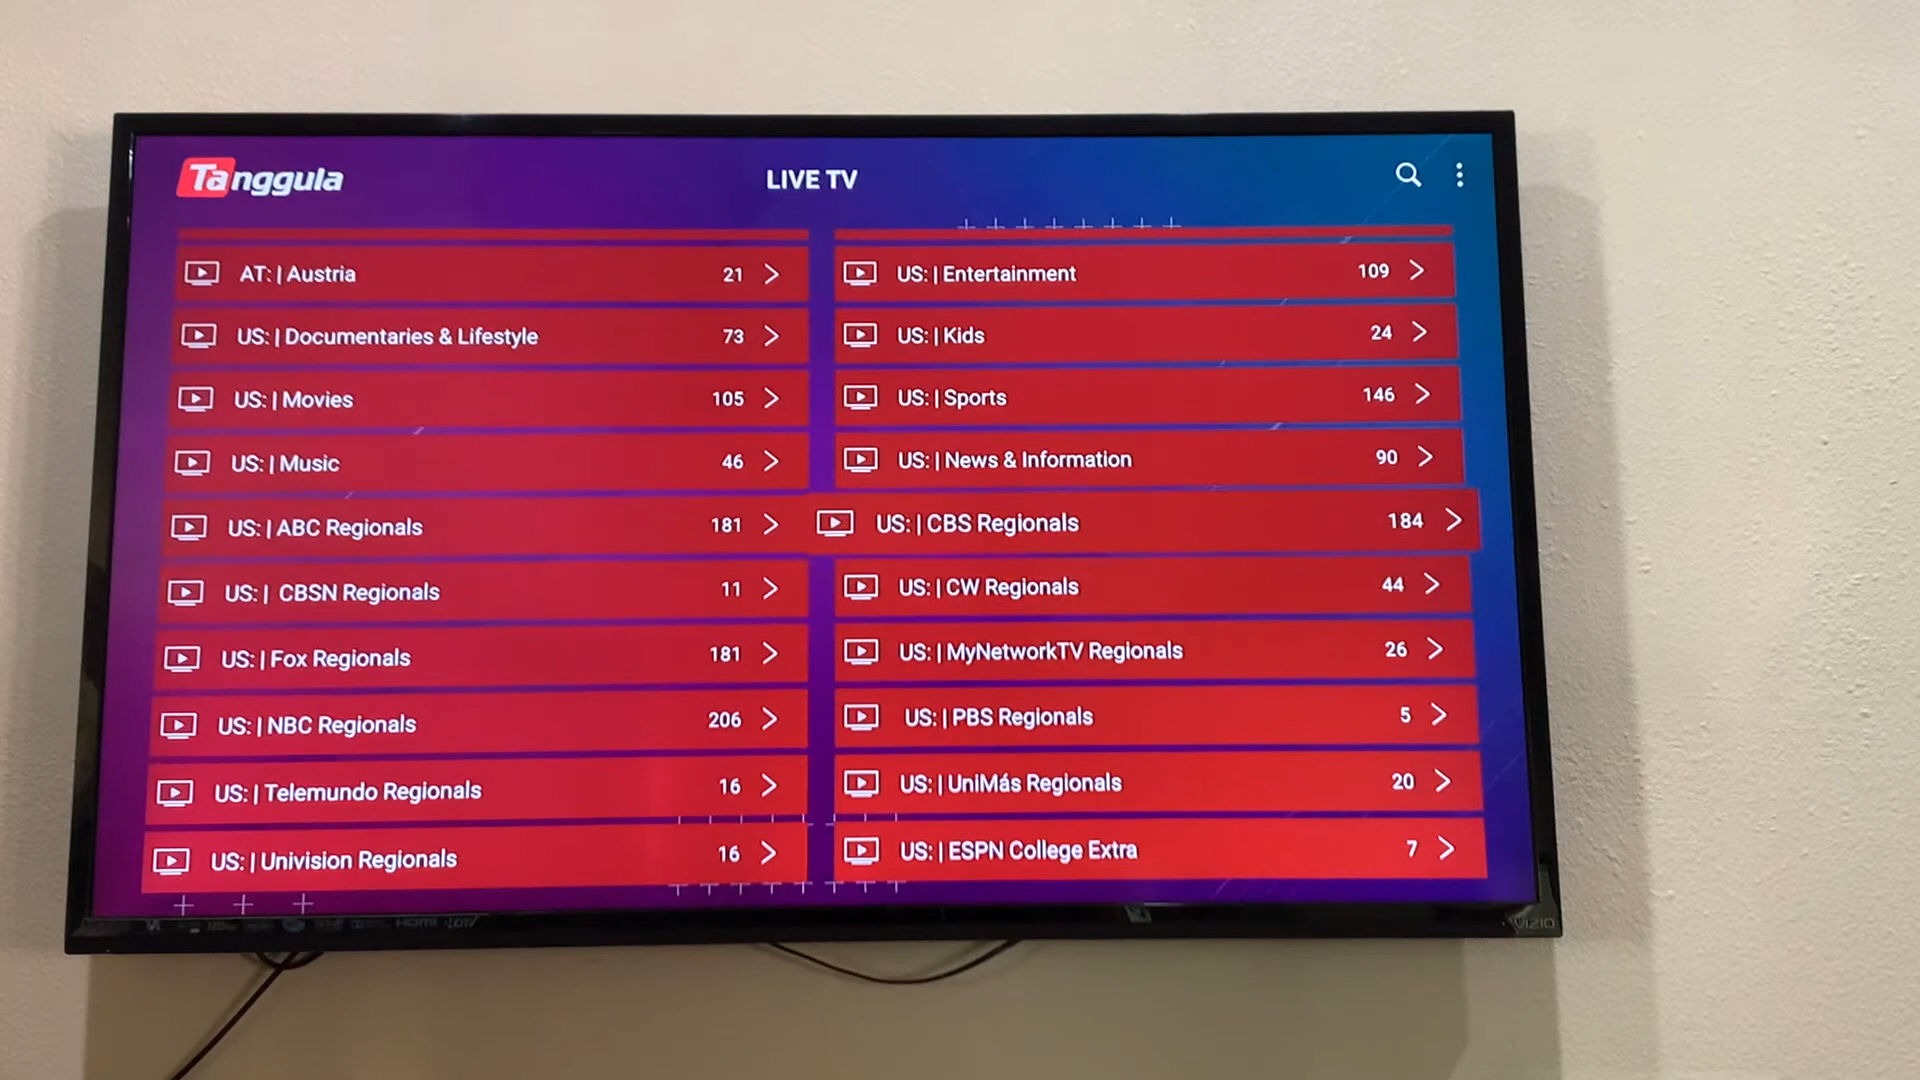 Tanggula
LIVE TV
AT: | Austria 21
US: | Entertainment 109
US: | Documentaries & Lifestyle 73
US: | Kids 24
US: | Movies 105
US: | Sports 146
US: | Music 46
US: | News & Information 90
US: | ABC Regionals 181
US: | CBS Regionals 184
US: | CBSN Regionals 11
US: | CW Regionals 44
US: | Fox Regionals 181
US: | MyNetworkTV Regionals 26
US: | NBC Regionals 206
US: | PBS Regionals 5
US: | Telemundo Regionals 16
US: | UniMás Regionals 20
US: | Univision Regionals 16
US: | ESPN College Extra 7
HDMI
VIZIO